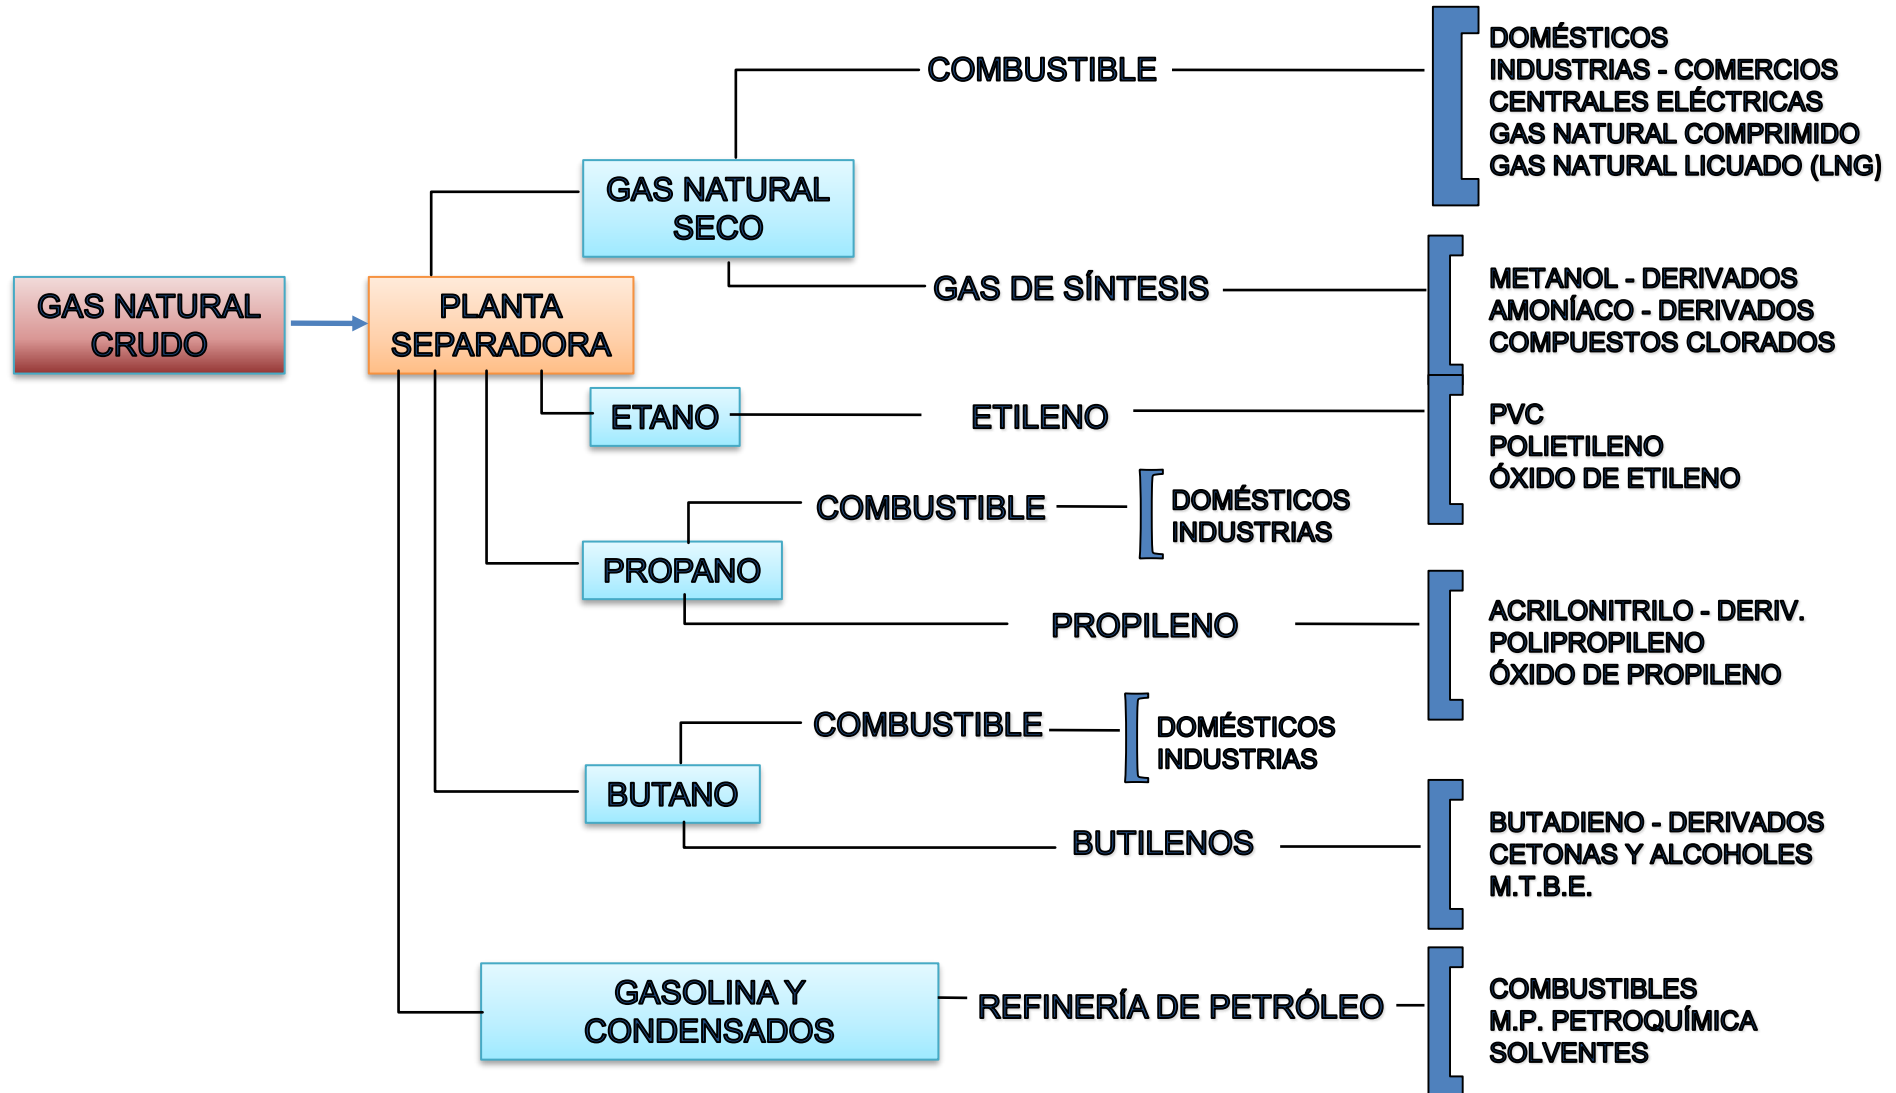 COMBUSTIBLE
DOMÉSTICOS
INDUSTRIAS - COMERCIOS
CENTRALES ELÉCTRICAS
GAS NATURAL COMPRIMIDO
GAS NATURAL LICUADO (LNG)
GAS NATURAL
SECO
GAS DE SÍNTESIS
METANOL - DERIVADOS
AMONÍACO - DERIVADOS
COMPUESTOS CLORADOS
GAS NATURAL
CRUDO
PLANTA
SEPARADORA
ETANO
ETILENO
PVC
POLIETILENO
ÓXIDO DE ETILENO
COMBUSTIBLE
DOMÉSTICOS
INDUSTRIAS
PROPANO
PROPILENO
ACRILONITRILO - DERIV.
POLIPROPILENO
ÓXIDO DE PROPILENO
COMBUSTIBLE
DOMÉSTICOS
INDUSTRIAS
BUTANO
BUTILENOS
BUTADIENO - DERIVADOS
CETONAS Y ALCOHOLES
M.T.B.E.
GASOLINA Y
CONDENSADOS
REFINERÍA DE PETRÓLEO
COMBUSTIBLES
M.P. PETROQUÍMICA
SOLVENTES